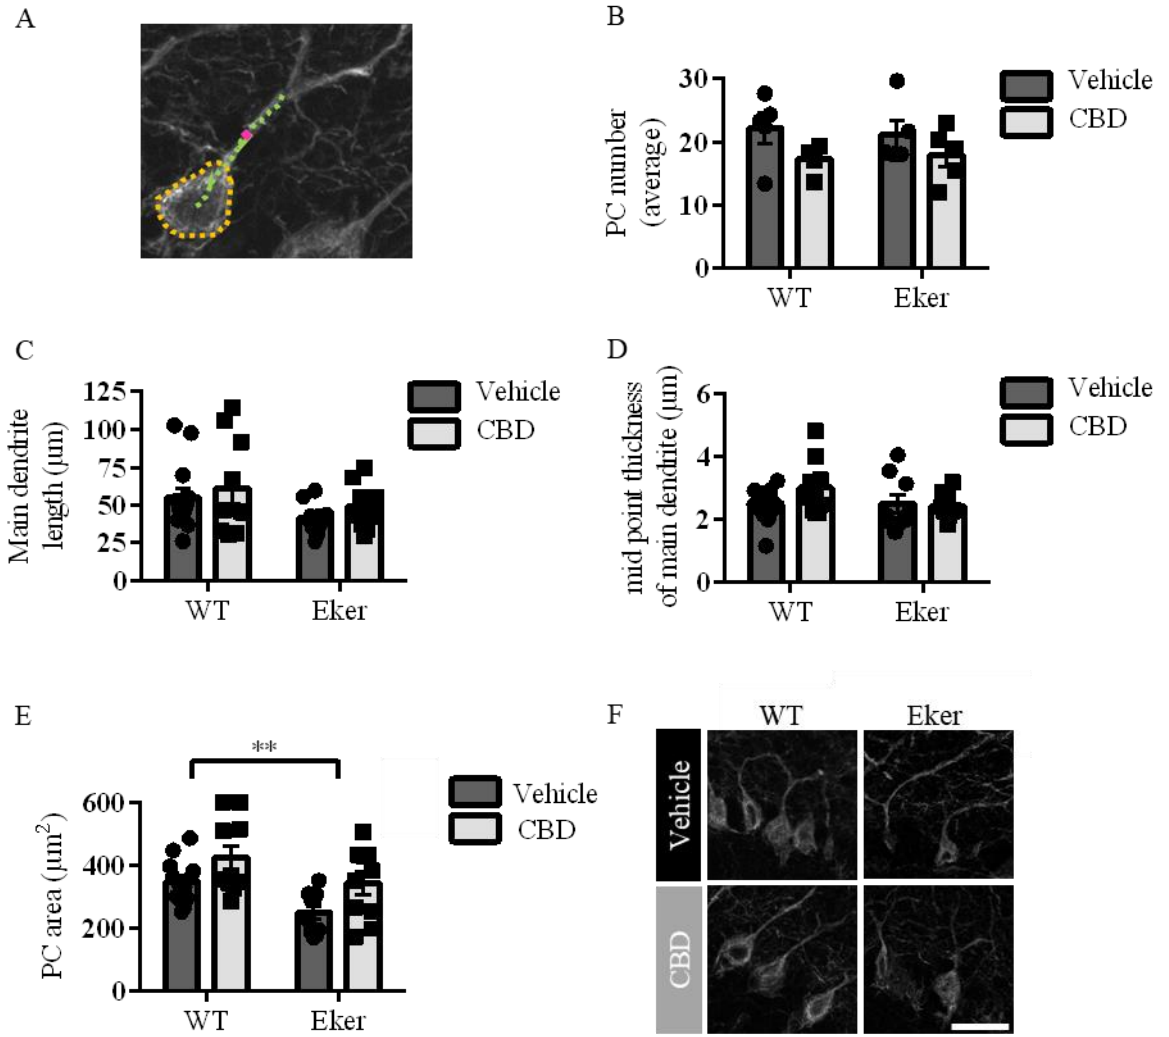 A
B
PC number
(average)
30
20
10
0
WT
Eker
Vehicle
CBD
C
Main dendrite
length (µm)
125
100
75
50
25
0
WT
Eker
Vehicle
CBD
D
mid point thickness
of main dendrite (µm)
6
4
2
0
WT
Eker
Vehicle
CBD
E
PC area (µm²)
600
400
200
0
**
WT
Eker
Vehicle
CBD
F
WT Eker
Vehicle
CBD